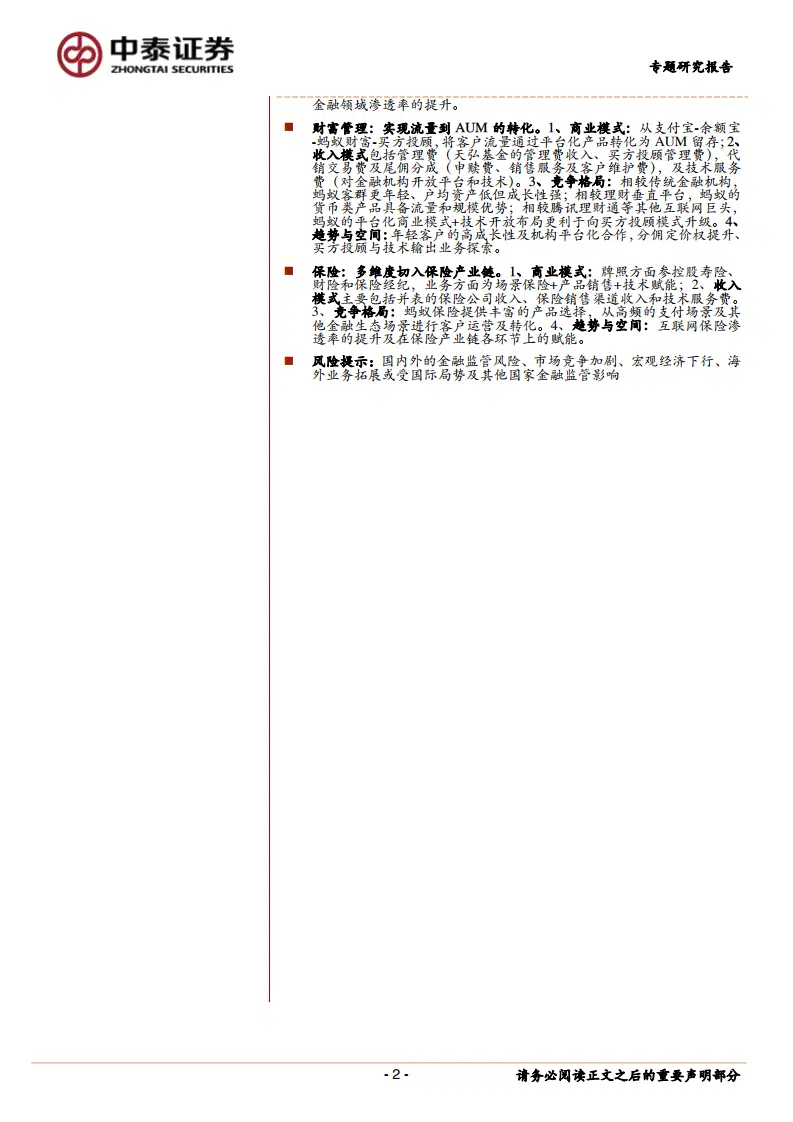 中泰证券
ZHONGTAI SECURITIES
专题研究报告
金融领域渗透率的提升。
■ 财富管理：实现流量到 AUM 的转化。1、商业模式：从支付宝-余额宝
-蚂蚁财富-买方投顾，将客户流量通过平台化产品转化为 AUM 留存；2、
收入模式包括管理费（天弘基金的管理费收入、买方投顾管理费），代
销交易费及尾佣分成（申赎费、销售服务及客户维护费），及技术服务
费（对金融机构开放平台和技术）。3、竞争格局：相较传统金融机构，
蚂蚁客群更年轻、户均资产低但成长性强；相较理财垂直平台，蚂蚁的
货币类产品具备流量和规模优势；相较腾讯理财通等其他互联网巨头，
蚂蚁的平台化商业模式+技术开放布局更利于向买方投顾模式升级。4、
趋势与空间：年轻客户的高成长性及机构平台化合作，分佣定价权提升、
买方投顾与技术输出业务探索。
■ 保险：多维度切入保险产业链。1、商业模式：牌照方面参控股寿险、
财险和保险经纪，业务方面为场景保险+产品销售+技术赋能；2、收入
模式主要包括并表的保险公司收入、保险销售渠道收入和技术服务费。
3、竞争格局：蚂蚁保险提供丰富的产品选择，从高频的支付场景及其
他金融生态场景进行客户运营及转化。4、趋势与空间：互联网保险渗
透率的提升及在保险产业链各环节上的赋能。
■ 风险提示：国内外的金融监管风险、市场竞争加剧、宏观经济下行、海
外业务拓展或受国际局势及其他国家金融监管影响
- 2 -
请务必阅读正文之后的重要声明部分